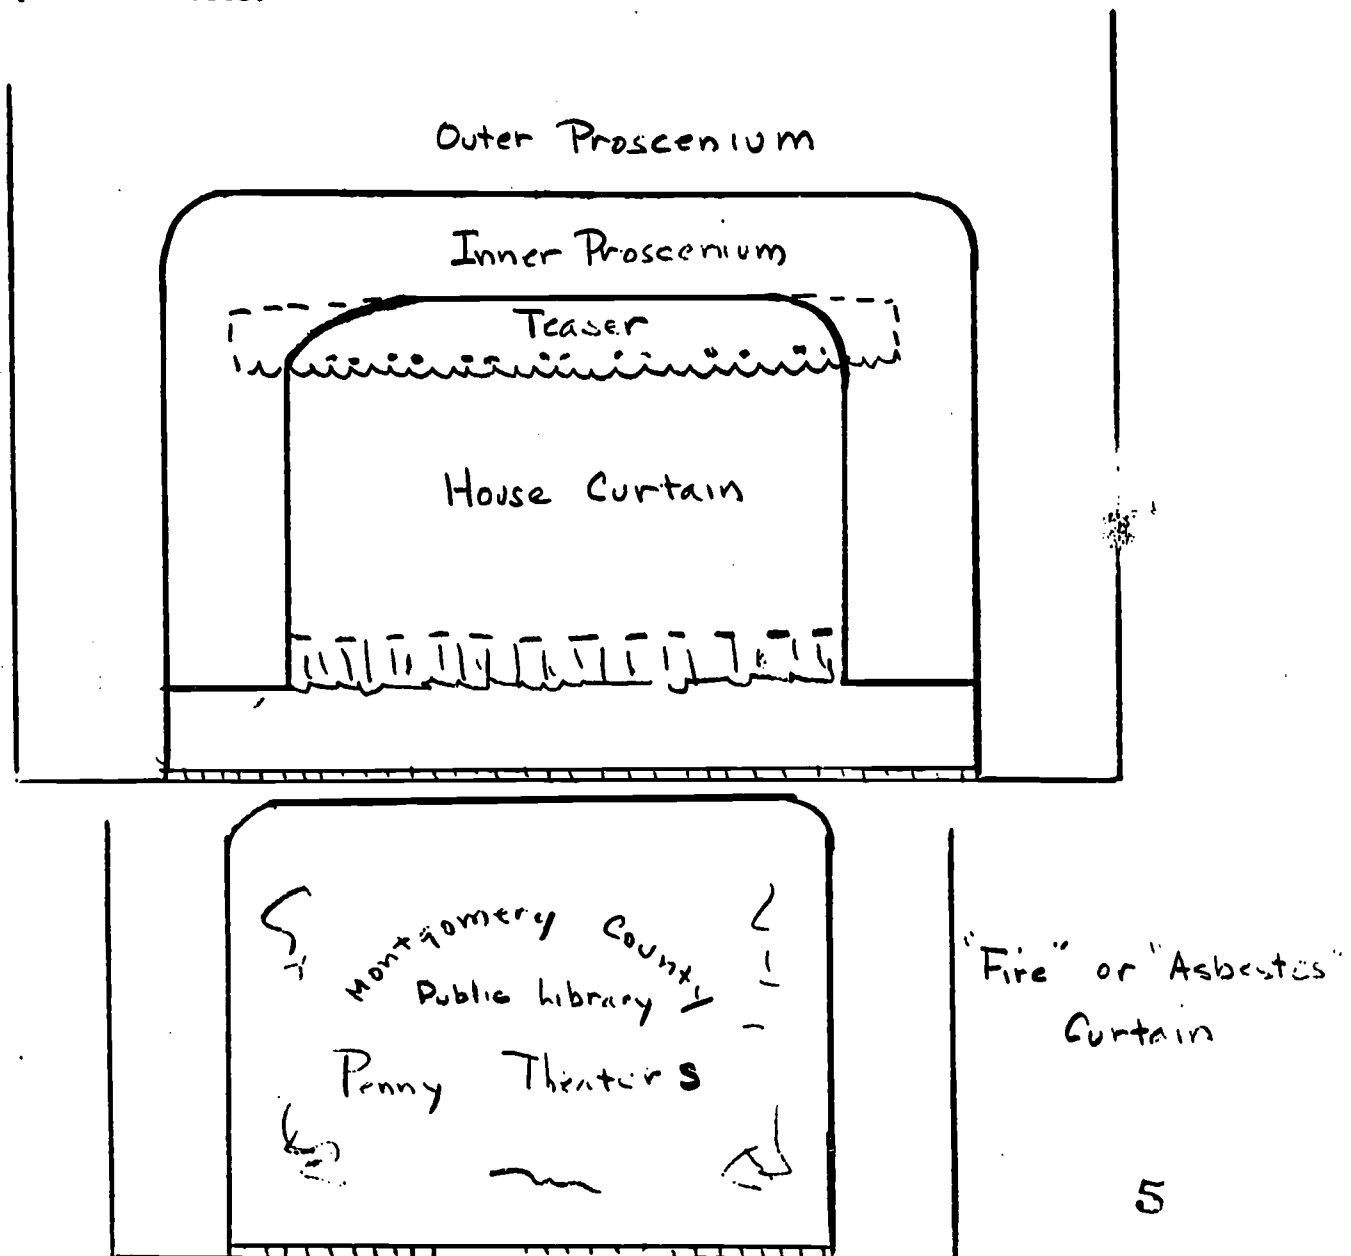 Outer Proscenium
Inner Proscenium
Teaser
House Curtain
Montgomery County
Public Library
Penny Theaters
"Fire" or "Asbestos"
Curtain
5